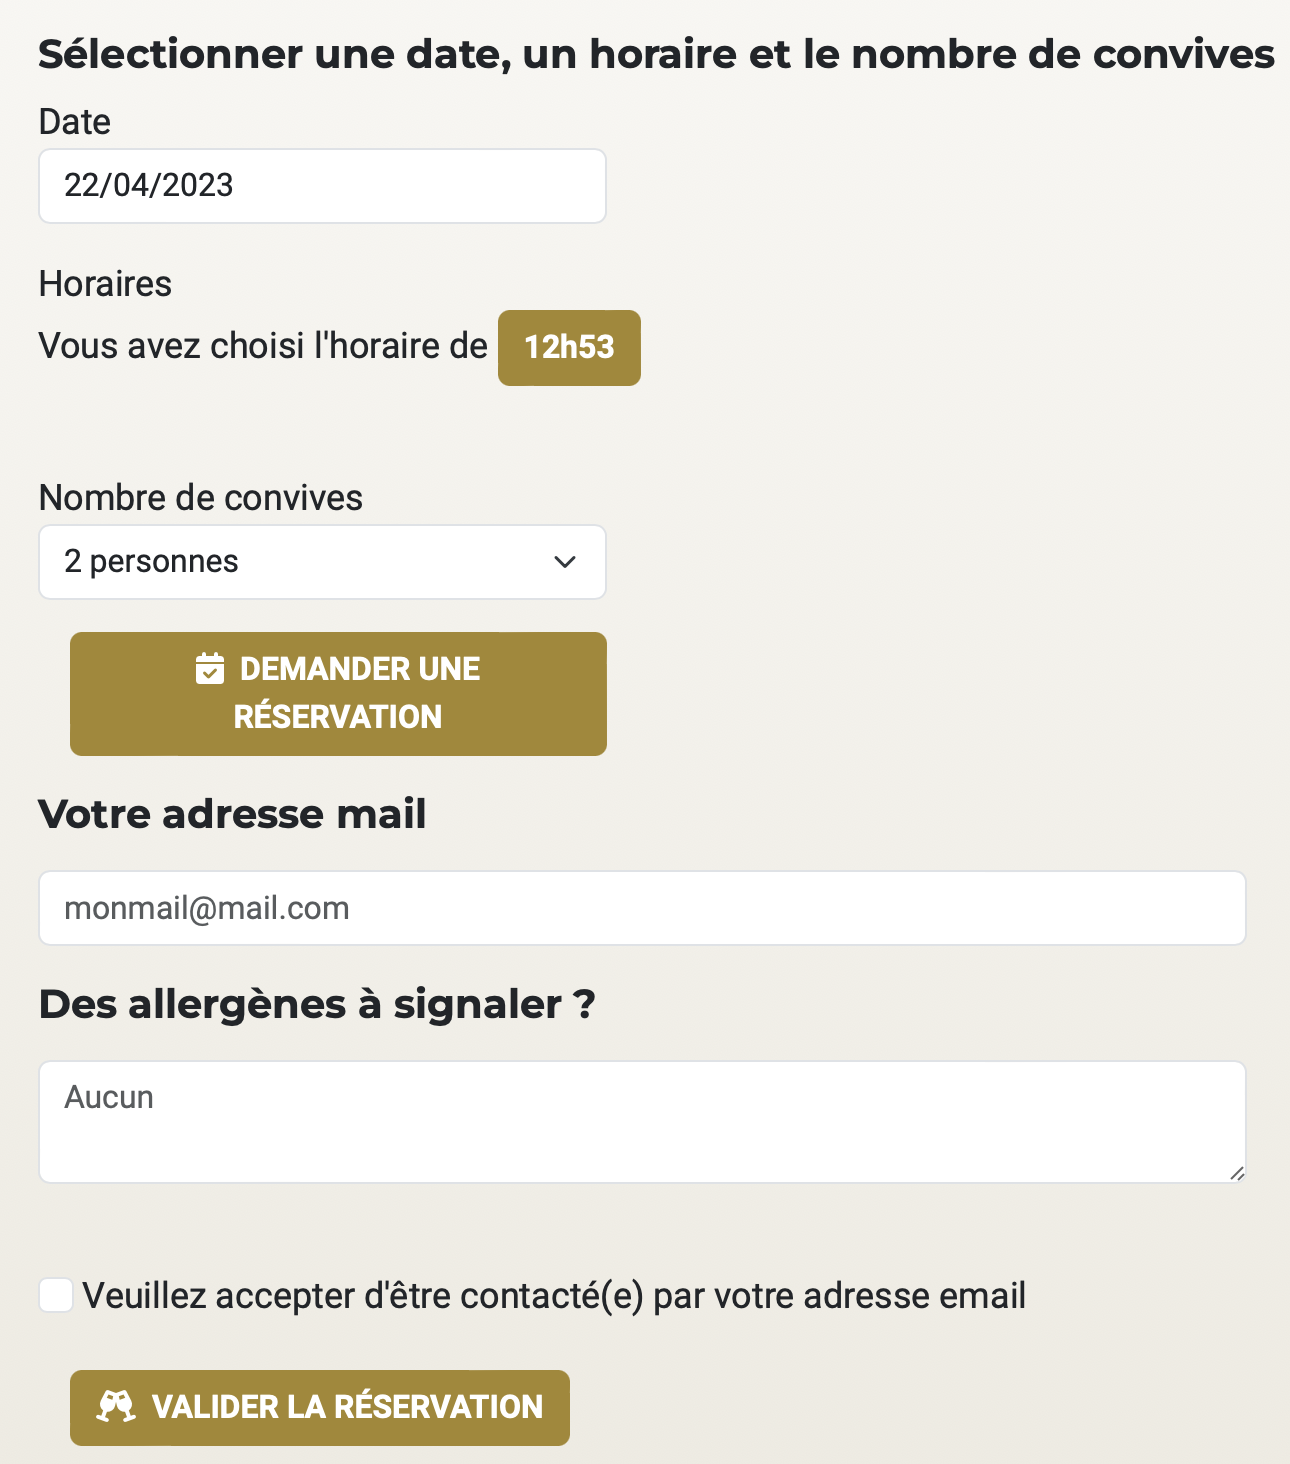 Sélectionner une date, un horaire et le nombre de convives
Date
22/04/2023
Horaires
Vous avez choisi l'horaire de 12h53
Nombre de convives
2 personnes
DEMANDER UNE
RÉSERVATION
Votre adresse mail
monmail@mail.com
Des allergènes à signaler ?
Aucun
Veuillez accepter d'être contacté(e) par votre adresse email
VALIDER LA RÉSERVATION